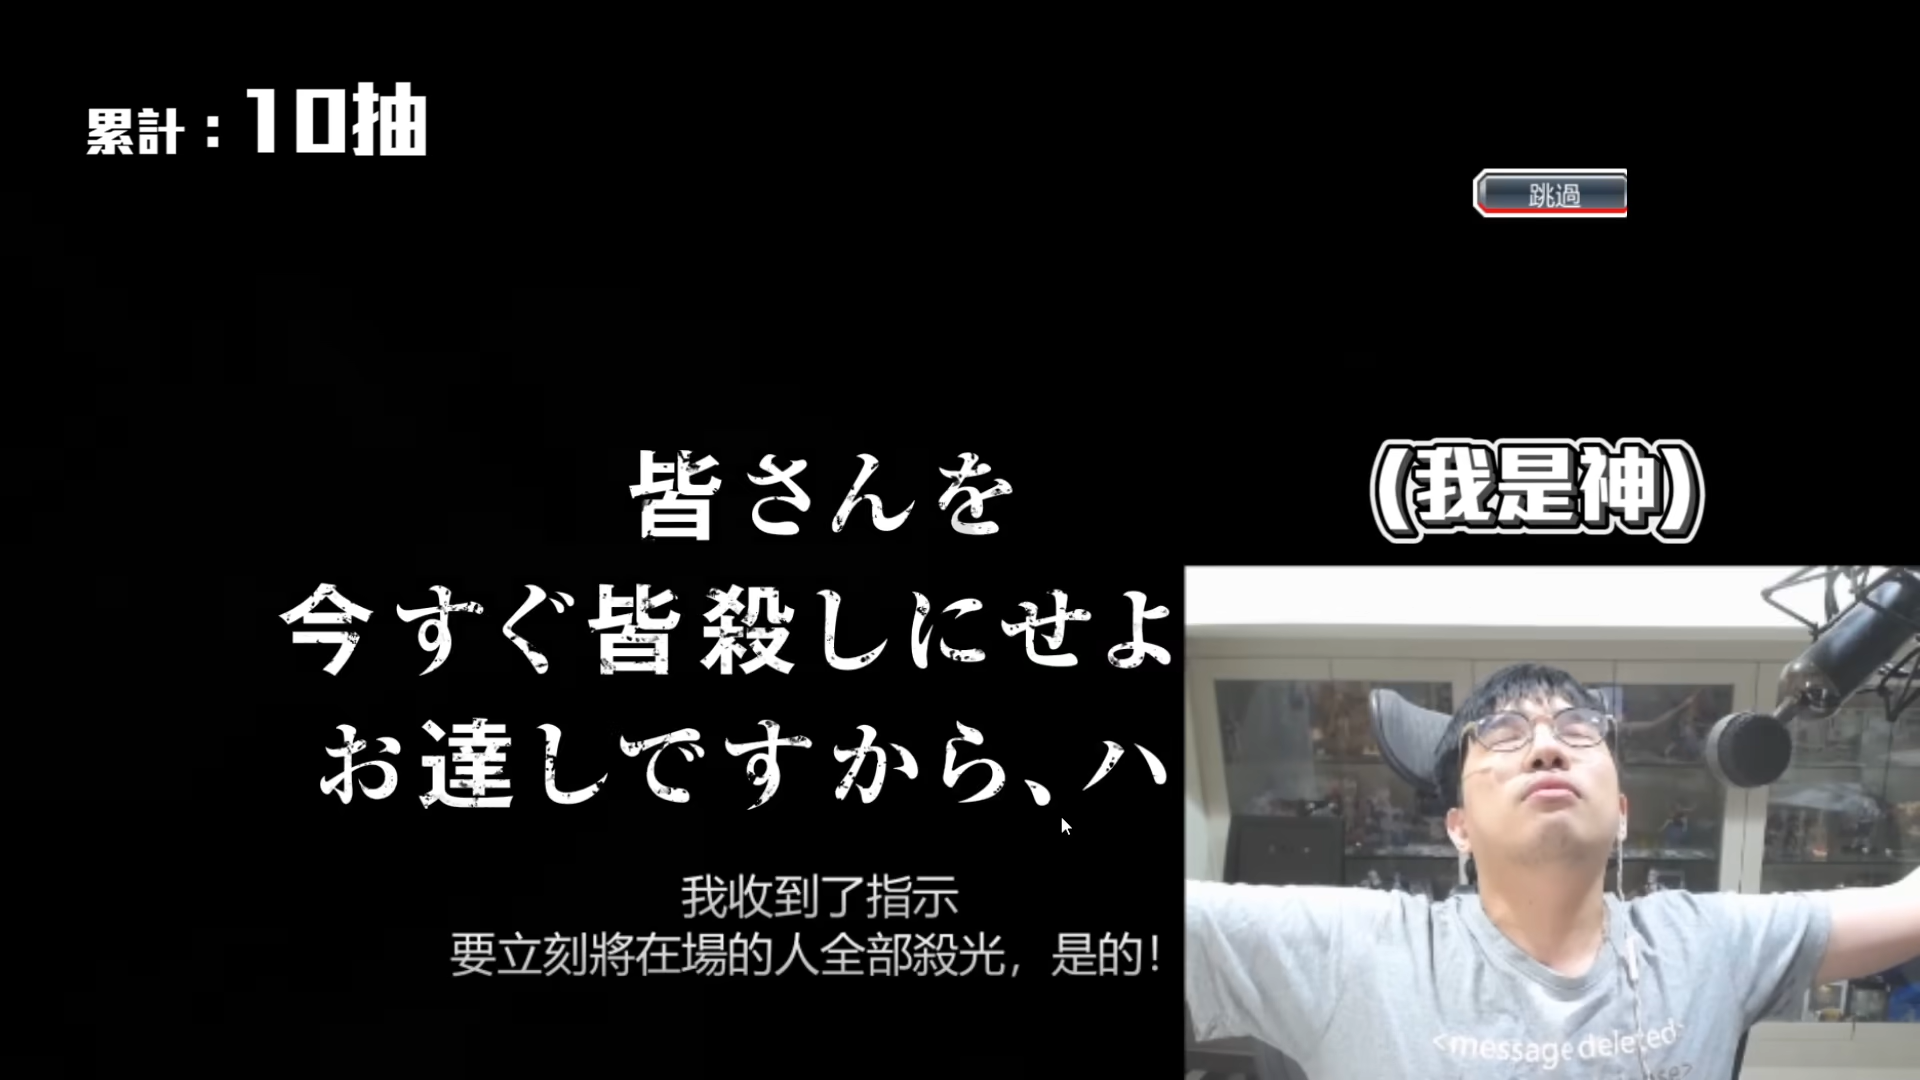 累計：10抽
跳過
皆さんを
今すぐ皆殺しにせよ
お達しですから、ハ
(我是神)
我收到了指示
要立刻將在場的人全部殺光，是的！
<message deleted>